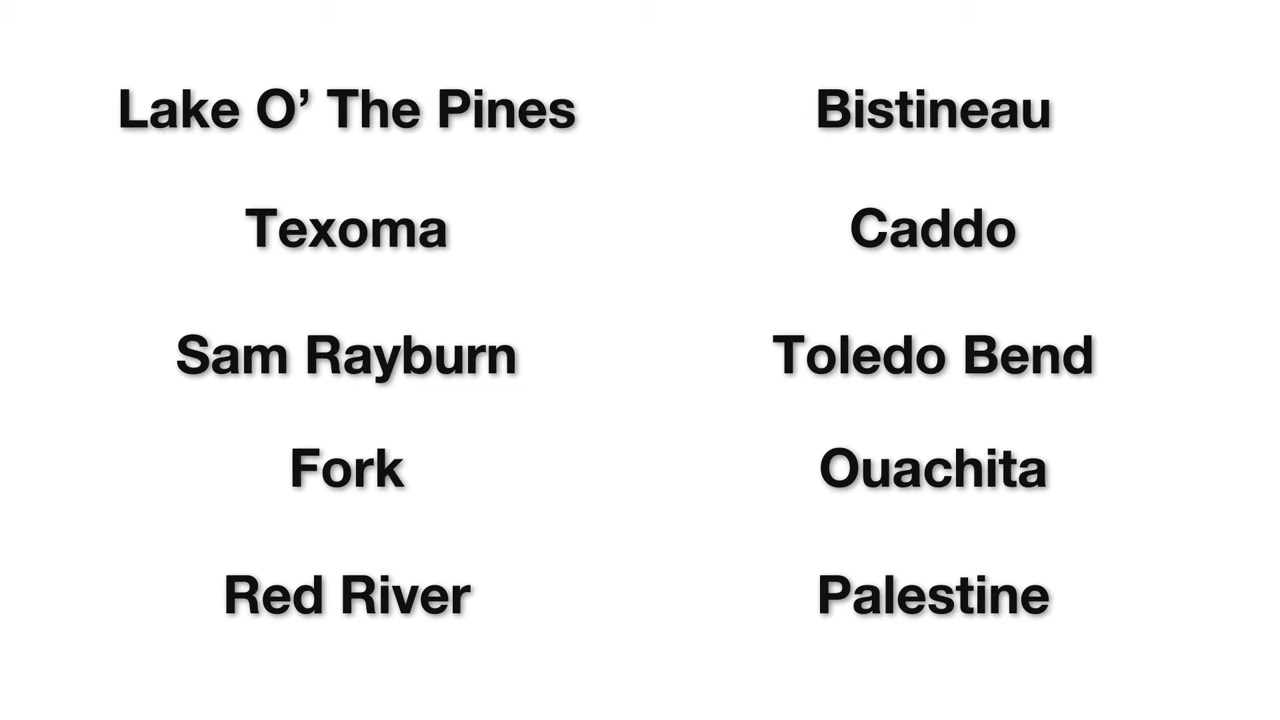 Lake O’ The Pines
Bistineau
Texoma
Caddo
Sam Rayburn
Toledo Bend
Fork
Ouachita
Red River
Palestine